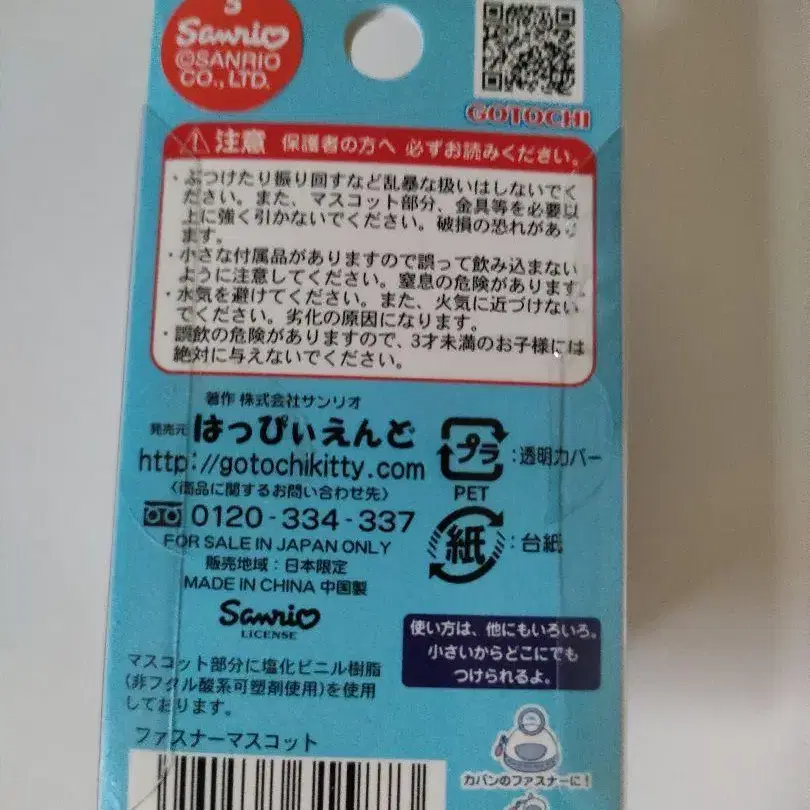 S
Sanrio
©SANRIO
CO., LTD.
GOTOCHI
注意 保護者の方へ 必ずお読みください。
・ぶつけたり振り回すなど乱暴な扱いはしないでく
ださい。また、マスコット部分、金具等を必要以
上に強く引かないでください。破損の恐れがあり
ます。
・小さな付属品がありますので誤って飲み込まない
ように注意してください。窒息の危険があります。
・水気を避けてください。また、火気に近づけない
でください。劣化の原因になります。
・誤飲の危険がありますので、3才未満のお子様には
絶対に与えないでください。
著作 株式会社サンリオ
発売元 はっぴぃえんど
http://gotochikitty.com
〈商品に関するお問い合わせ先〉
0120-334-337
FOR SALE IN JAPAN ONLY
販売地域：日本限定
MADE IN CHINA 中国製
Sanrio
LICENSE
プラ：透明カバー
PET
紙：台紙
使い方は、他にもいろいろ。
小さいからどこにでも
つけられるよ。
マスコット部分に塩化ビニル樹脂
(非フタル酸系可塑剤使用)を使用
しております。
ファスナーマスコット
カバンのファスナーに！